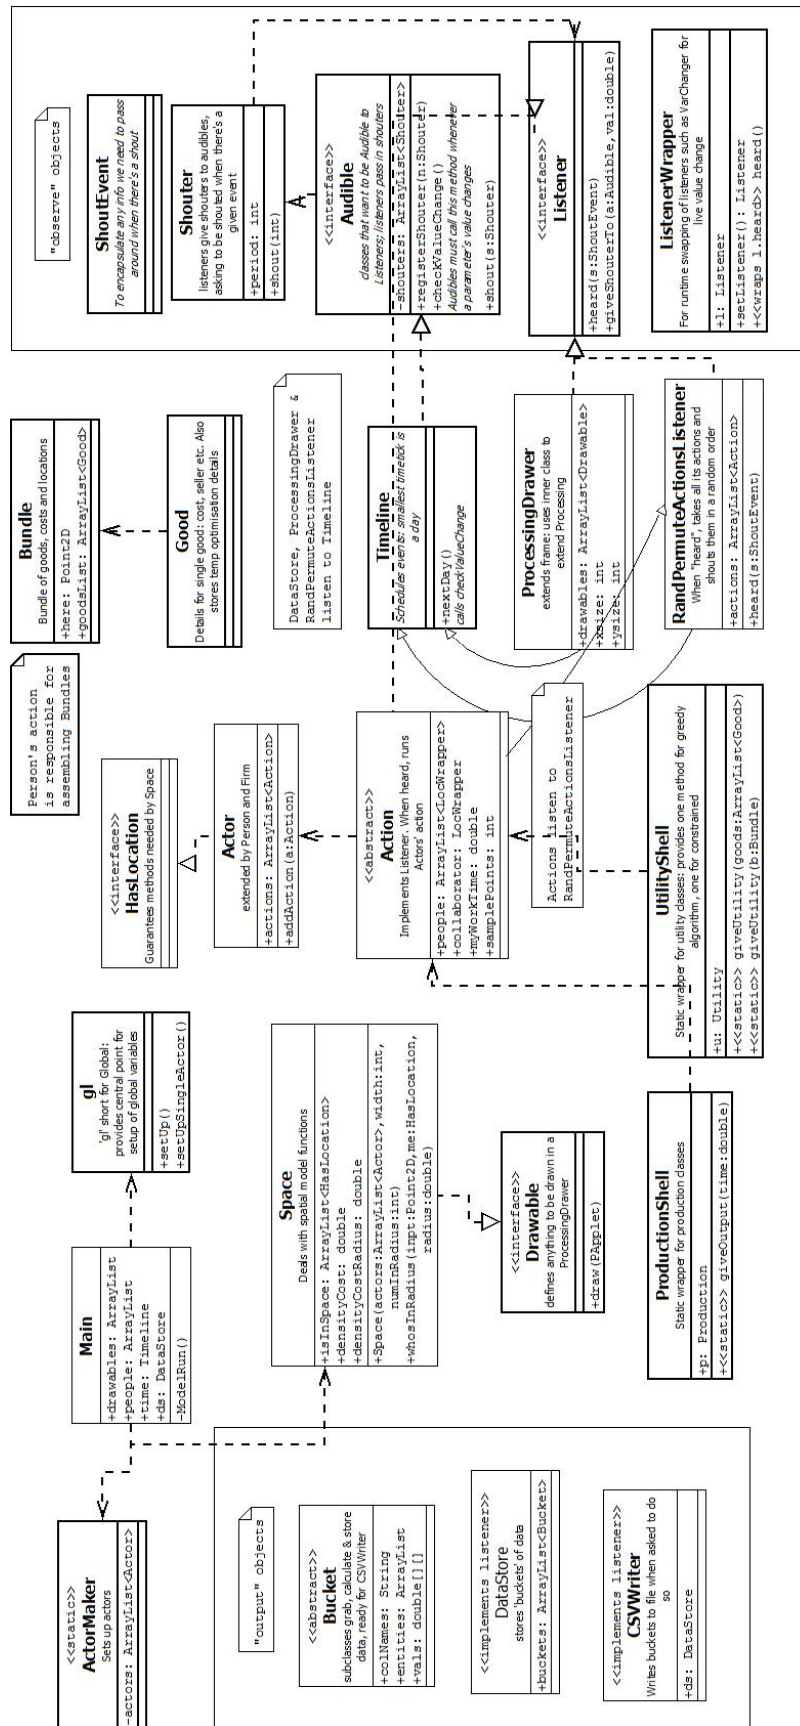 <<static>>
ActorMaker
Sets up actors
-actors: ArrayList<Actor>
Main
+drawables: ArrayList
+people: ArrayList
+time: Timeline
+ds: DataStore
-ModelRun()
gl
'gl' short for Global:
provides central point for
setup of global variables
+setUp()
+setUpSingleActor()
<<interface>>
HasLocation
Guarantees methods needed by Space
Person's action
is responsible for
assembling Bundles
Bundle
Bundle of goods, costs and locations
+here: Point2D
+goodsList: ArrayList<Good>
"observe" objects
ShoutEvent
To encapsulate any info we need to pass
around when there's a shout
Shouter
listeners give shouters to audibles,
asking to be shouted when there's a
given event
+period: int
+shout(int)
Good
Details for single good: cost, seller etc. Also
stores temp optimisation details
Actor
extended by Person and Firm
+actions: ArrayList<Action>
+addAction(a:Action)
"output" objects
Space
Deals with spatial model functions
+isInSpace: ArrayList<HasLocation>
+densityCost: double
+densityCostRadius: double
+Space(actors:ArrayList<Actor>,width:int,
numInRadius:int)
+whosInRadius(inpt:Point2D,me:HasLocation,
radius:double)
DataStore, ProcessingDrawer &
RandPermuteActionsListener
listen to Timeline
<<interface>>
Audible
classes that want to be Audible to
Listeners; listeners pass in shouters
-shouters: ArrayList<Shouter>
+registerShouter(n:Shouter)
+checkValueChange()
Audibles must call this method whenever
a parameter's value changes
+shout(s:Shouter)
<<abstract>>
Bucket
subclasses grab, calculate & store
data, ready for CSVWriter
+colNames: String
+entities: ArrayList
+vals: double[][]
<<abstract>>
Action
Implements Listener. When heard, runs
Actors' action
+people: ArrayList<LocWrapper>
+collaborator: LocWrapper
+myWorkTime: double
+samplePoints: int
Timeline
Schedules events: smallest timetick is
a day
+nextDay()
calls checkValueChange
<<implements listener>>
DataStore
stores 'buckets' of data
+buckets: ArrayList<Bucket>
<<interface>>
Drawable
defines anything to be drawn in a
ProcessingDrawer
+draw(PApplet)
Actions listen to
RandPermuteActionsListener
ProcessingDrawer
extends frame: uses inner class to
extend Processing
+drawables: ArrayList<Drawable>
+xsize: int
+ysize: int
<<interface>>
Listener
+heard(s:ShoutEvent)
+giveShouterTo(a:Audible,val:double)
<<implements listener>>
CSVWriter
Writes buckets to file when asked to do
so
+ds: DataStore
ProductionShell
Static wrapper for production classes
+p: Production
+<<static>> giveOutput(time:double)
UtilityShell
Static wrapper for utility classes: provides one method for greedy
algorithm, one for constrained
+u: Utility
+<<static>> giveUtility(goods:ArrayList<Good>)
+<<static>> giveUtility(b:Bundle)
RandPermuteActionsListener
When "heard", takes all its actions and
shouts them in a random order
+actions: ArrayList<Action>
+heard(s:ShoutEvent)
ListenerWrapper
For runtime swapping of listeners such as VarChanger for
live value change
+l: Listener
+setListener(): Listener
+<<wraps l:heard>> heard()